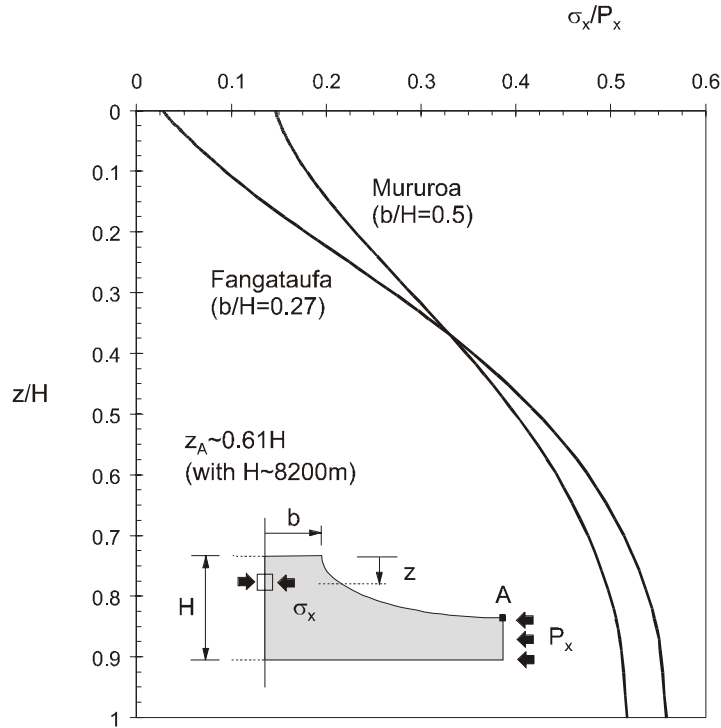 σx/Px
0 0.1 0.2 0.3 0.4 0.5 0.6
0
0.1
0.2
0.3
0.4
0.5
0.6
0.7
0.8
0.9
1
z/H
Mururoa
(b/H=0.5)
Fangataufa
(b/H=0.27)
zA~0.61H
(with H~8200m)
b
z
H
σx
A
Px